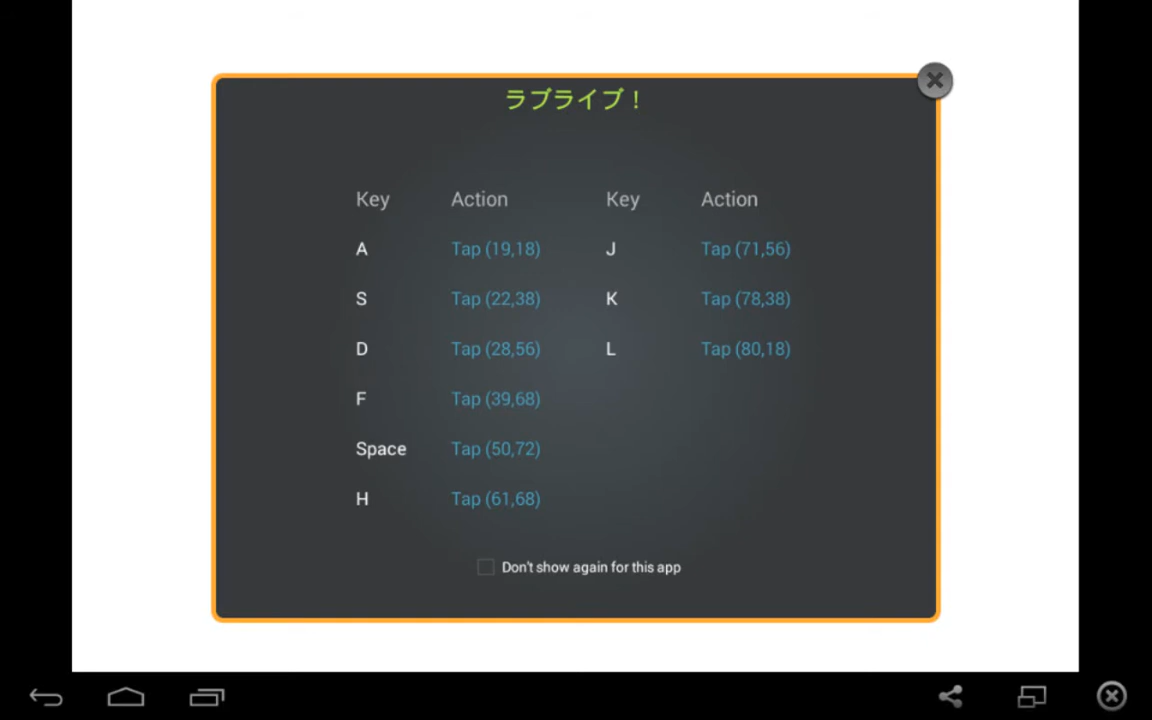 ラブライブ！
Key Action Key Action
A Tap (19,18) J Tap (71,56)
S Tap (22,38) K Tap (78,38)
D Tap (28,56) L Tap (80,18)
F Tap (39,68)
Space Tap (50,72)
H Tap (61,68)
Don't show again for this app